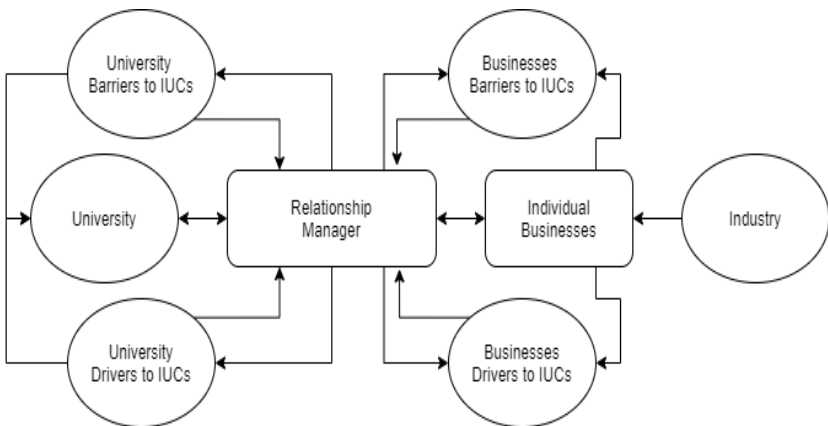 University
Barriers to IUCs
Businesses
Barriers to IUCs
University
Relationship
Manager
Individual
Businesses
Industry
University
Drivers to IUCs
Businesses
Drivers to IUCs